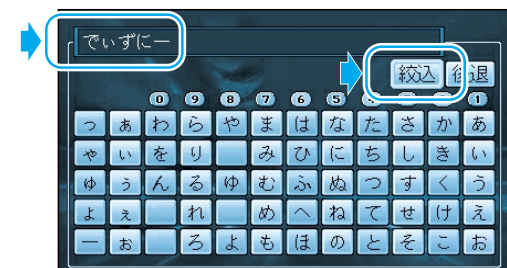 でぃずにー
絞込 後退
0 9 8 7 6 5 1
っ ぁ わ ら や ま は な た さ か あ
ゃ ぃ を り み ひ に ち し き い
ゅ ぅ ん る ゆ む ふ ぬ つ す く う
ょ ぇ れ め へ ね て せ け え
ー ぉ ろ よ も ほ の と そ こ お